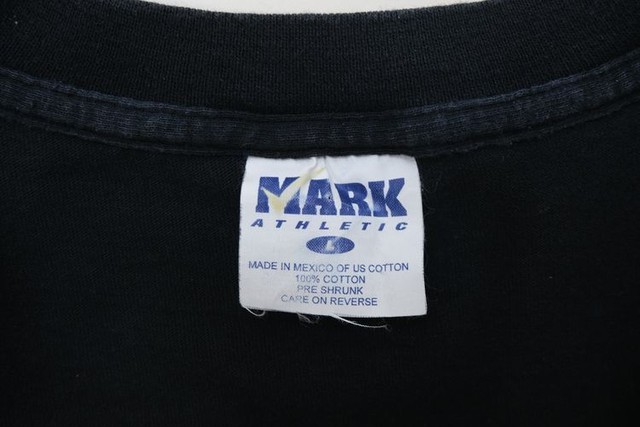 MARK
ATHLETIC
L
MADE IN MEXICO OF US COTTON
100% COTTON
PRE SHRUNK
CARE ON REVERSE